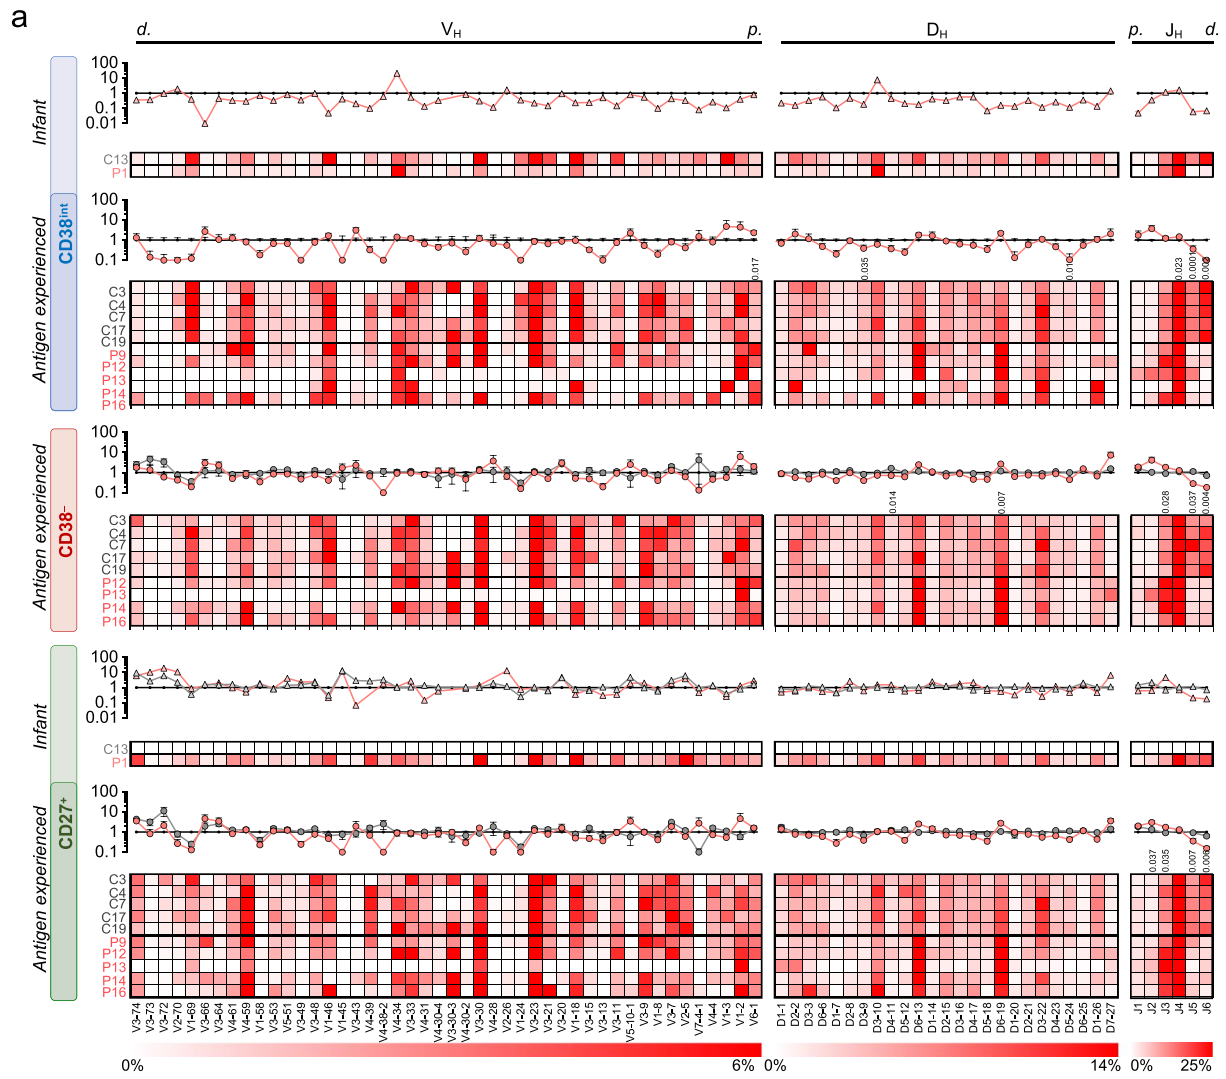 a
d. V_H p. D_H p. J_H d.
Infant
100
10
1
0.1
0.01
C13
P1
CD38^int
Antigen experienced
100
10
1
0.1
0.017 0.035 0.023 0.0001
C3
C4
C7
C17
C19
P9
P12
P13
P14
P16
CD38^–
Antigen experienced
100
10
1
0.1
0.014 0.007 0.028 0.037 0.004
C3
C4
C7
C17
C19
P12
P13
P14
P16
Infant
100
10
1
0.1
0.01
C13
P1
CD27^+
Antigen experienced
100
10
1
0.1
0.037 0.035 0.007 0.006
C3
C4
C7
C17
C19
P9
P12
P13
P14
P16
V3-74 V3-73 V3-72 V2-70 V1-69 V3-66 V3-64 V4-61 V4-59 V1-58 V3-53 V5-51 V3-49 V3-48 V1-46 V1-45 V3-43 V4-39 V4-38-2 V4-34 V3-33 V4-31 V4-30-4 V3-30-3 V4-30-2 V3-30 V4-28 V2-26 V1-24 V3-23 V3-21 V3-20 V1-18 V3-15 V3-13 V3-11 V5-10-1 V3-9 V1-8 V3-7 V2-5 V7-4-1 V4-4 V1-3 V1-2 V6-1 D1-1 D2-2 D3-3 D6-6 D1-7 D2-8 D3-9 D3-10 D4-11 D5-12 D6-13 D1-14 D2-15 D3-16 D4-17 D5-18 D6-19 D1-20 D2-21 D3-22 D4-23 D5-24 D6-25 D1-26 D7-27 J1 J2 J3 J4 J5 J6
0% 6% 0% 14% 0% 25%